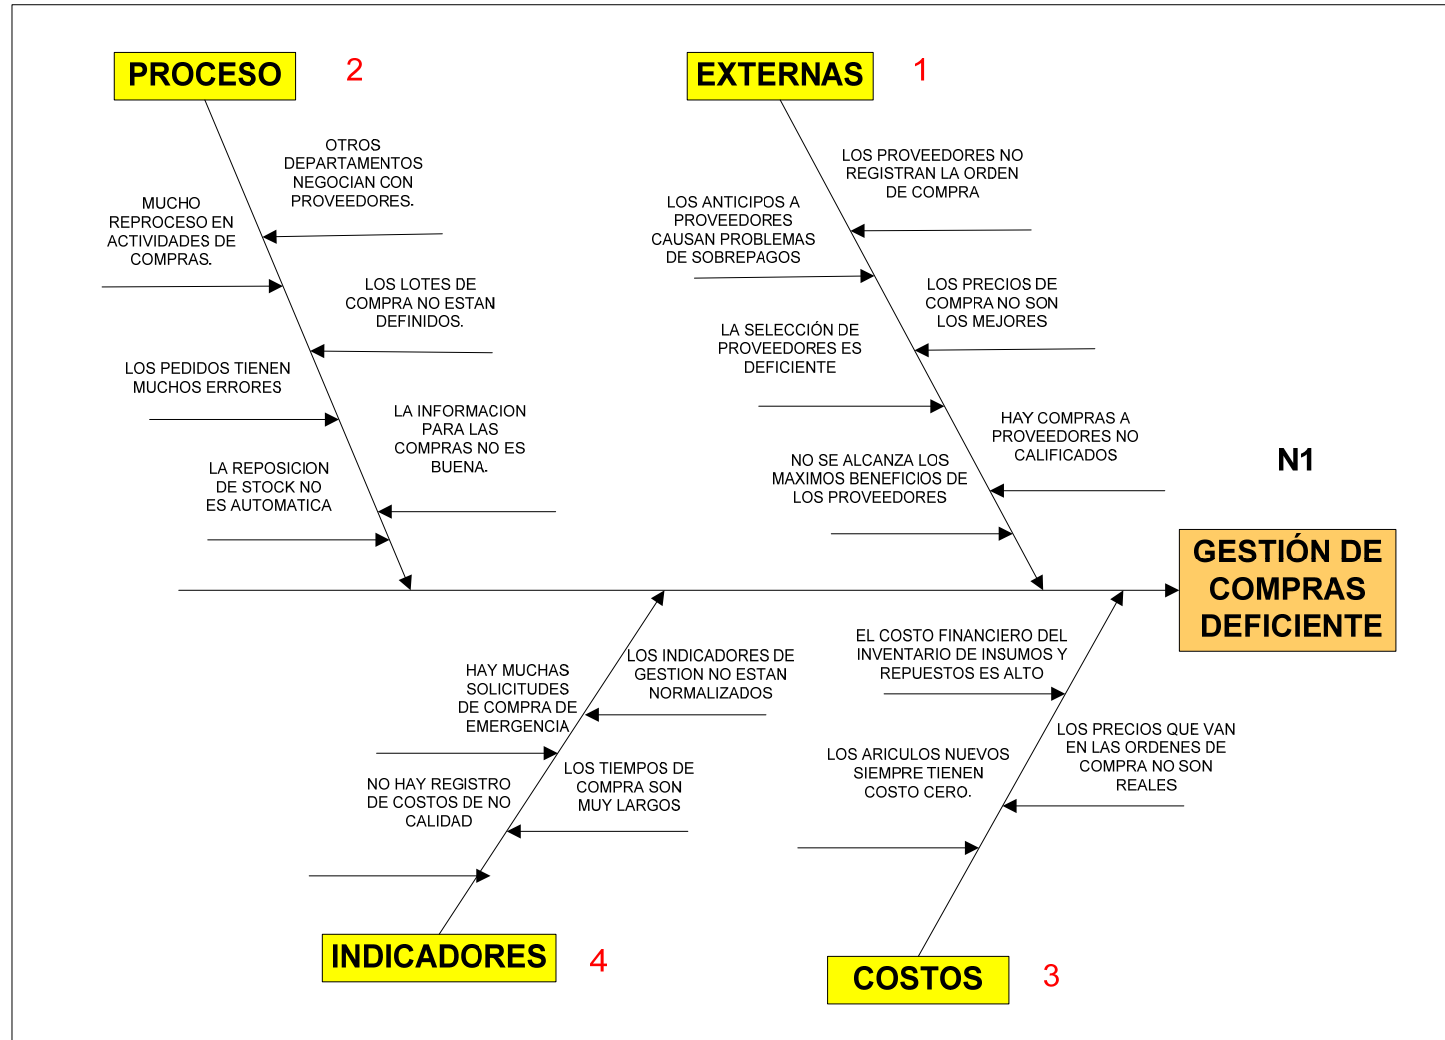 PROCESO
2
EXTERNAS
1
OTROS
DEPARTAMENTOS
NEGOCIAN CON
PROVEEDORES.
MUCHO
REPROCESO EN
ACTIVIDADES DE
COMPRAS.
LOS LOTES DE
COMPRA NO ESTAN
DEFINIDOS.
LOS PEDIDOS TIENEN
MUCHOS ERRORES
LA INFORMACION
PARA LAS
COMPRAS NO ES
BUENA.
LA REPOSICION
DE STOCK NO
ES AUTOMATICA
LOS PROVEEDORES NO
REGISTRAN LA ORDEN
DE COMPRA
LOS ANTICIPOS A
PROVEEDORES
CAUSAN PROBLEMAS
DE SOBREPAGOS
LOS PRECIOS DE
COMPRA NO SON
LOS MEJORES
LA SELECCIÓN DE
PROVEEDORES ES
DEFICIENTE
HAY COMPRAS A
PROVEEDORES NO
CALIFICADOS
NO SE ALCANZA LOS
MAXIMOS BENEFICIOS DE
LOS PROVEEDORES
N1
GESTIÓN DE
COMPRAS
DEFICIENTE
LOS INDICADORES DE
GESTION NO ESTAN
NORMALIZADOS
HAY MUCHAS
SOLICITUDES
DE COMPRA DE
EMERGENCIA
LOS TIEMPOS DE
COMPRA SON
MUY LARGOS
NO HAY REGISTRO
DE COSTOS DE NO
CALIDAD
EL COSTO FINANCIERO DEL
INVENTARIO DE INSUMOS Y
REPUESTOS ES ALTO
LOS PRECIOS QUE VAN
EN LAS ORDENES DE
COMPRA NO SON
REALES
LOS ARICULOS NUEVOS
SIEMPRE TIENEN
COSTO CERO.
INDICADORES
4
COSTOS
3